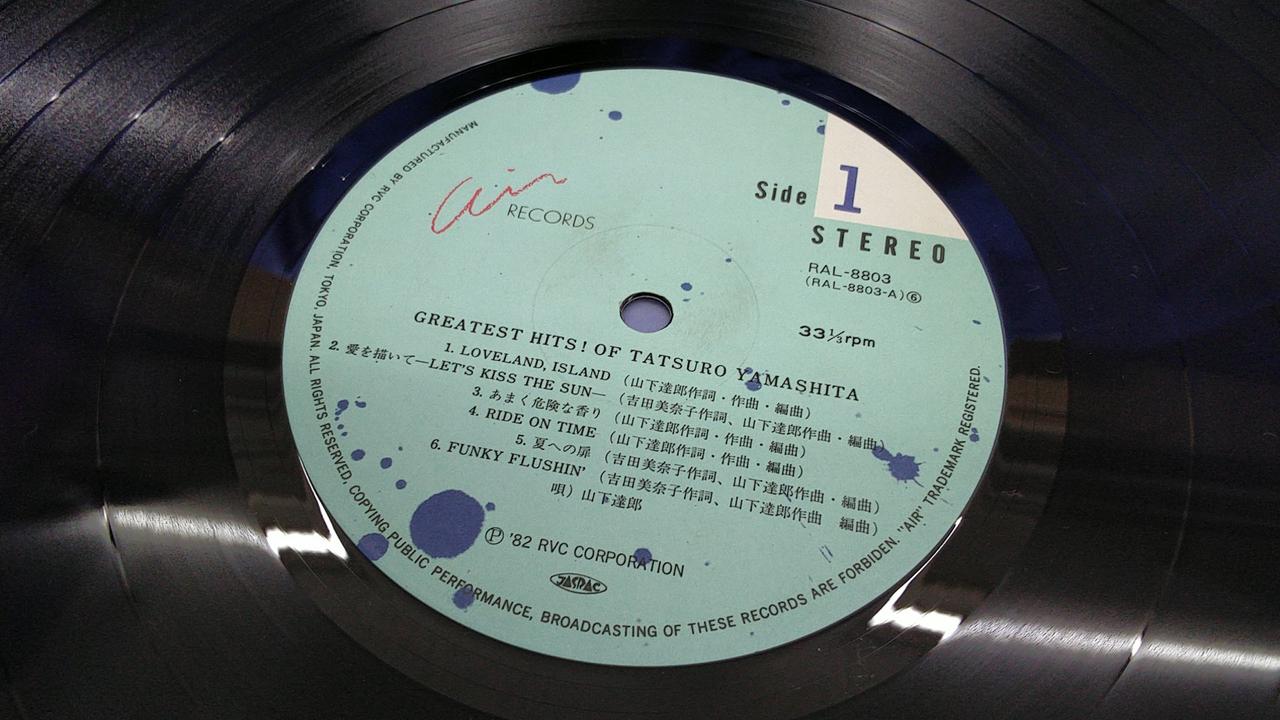 air RECORDS
Side 1
STEREO
RAL-8803
(RAL-8803-A)⑥
33⅓rpm
GREATEST HITS! OF TATSURO YAMASHITA
1. LOVELAND, ISLAND (山下達郎作詞・作曲・編曲)
2. 愛を描いて—LET'S KISS THE SUN— (吉田美奈子作詞、山下達郎作曲・編曲)
3. あまく危険な香り (山下達郎作詞・作曲・編曲)
4. RIDE ON TIME (山下達郎作詞・作曲・編曲)
5. 夏への扉 (吉田美奈子作詞、山下達郎作曲・編曲)
6. FUNKY FLUSHIN' (吉田美奈子作詞、山下達郎作曲 編曲)
唄)山下達郎
Ⓟ '82 RVC CORPORATION
JASRAC
MANUFACTURED BY RVC CORPORATION, TOKYO, JAPAN. ALL RIGHTS RESERVED, COPYING PUBLIC PERFORMANCE, BROADCASTING OF THESE RECORDS ARE FORBIDEN. "AIR" TRADEMARK REGISTERED.